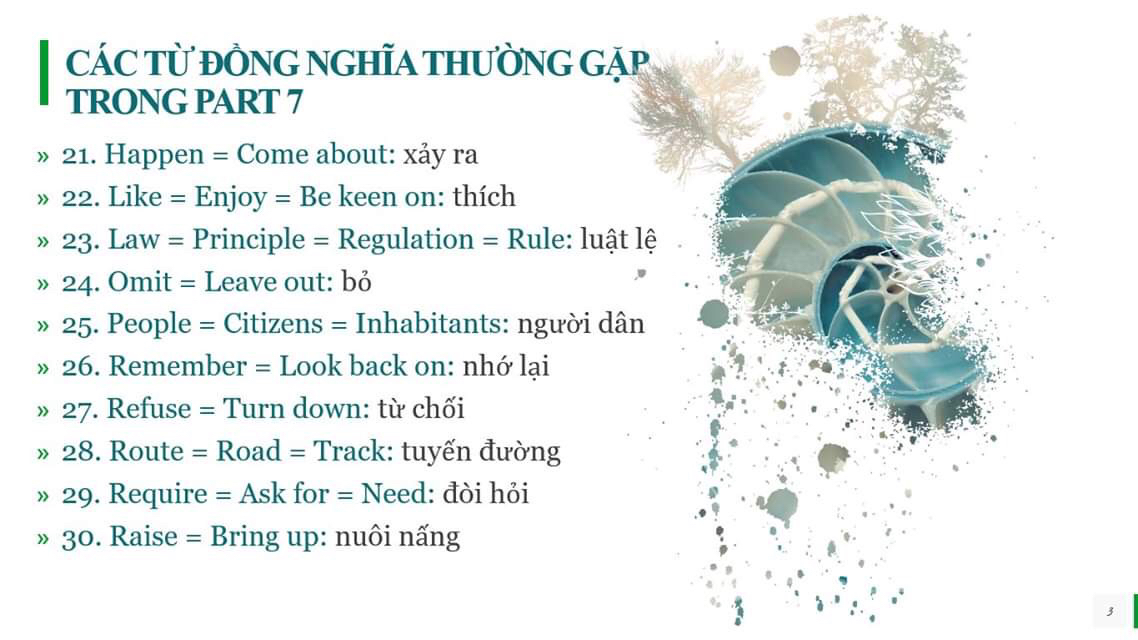 CÁC TỪ ĐỒNG NGHĨA THƯỜNG GẶP
TRONG PART 7
» 21. Happen = Come about: xảy ra
» 22. Like = Enjoy = Be keen on: thích
» 23. Law = Principle = Regulation = Rule: luật lệ
» 24. Omit = Leave out: bỏ
» 25. People = Citizens = Inhabitants: người dân
» 26. Remember = Look back on: nhớ lại
» 27. Refuse = Turn down: từ chối
» 28. Route = Road = Track: tuyến đường
» 29. Require = Ask for = Need: đòi hỏi
» 30. Raise = Bring up: nuôi nấng
3